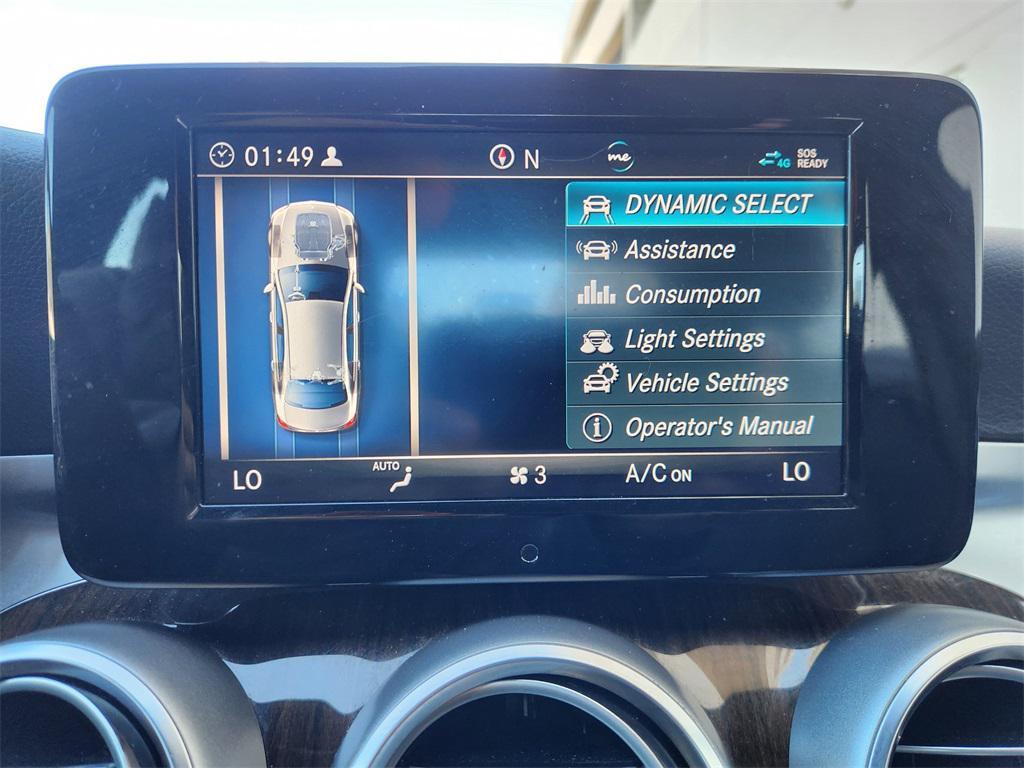 01:49
N
me
4G
SOS
READY
DYNAMIC SELECT
Assistance
Consumption
Light Settings
Vehicle Settings
Operator's Manual
LO
AUTO
3
A/C ON
LO